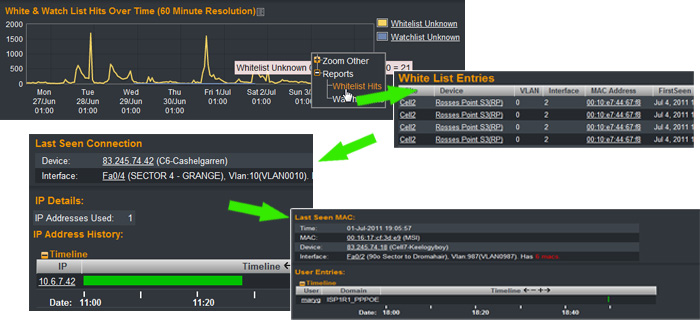 White & Watch List Hits Over Time (60 Minute Resolution)
2000
1500
1000
500
0
Mon 27/Jun 01:00
Tue 28/Jun 01:00
Wed 29/Jun 01:00
Thu 30/Jun 01:00
Fri 1/Jul 01:00
Sat 2/Jul 01:00
Sun 3/
01:00
Whitelist Unknown
Watchlist Unknown
Whitelist Unknown
0 = 21
Zoom Other
Reports
Whitelist Hits
White List Entries
Device VLAN Interface MAC Address FirstSeen
Cell2 Rosses Point S3(RP) 0 2 00:10:e7:44:67:f8 Jul 4, 2011 1
Cell2 Rosses Point S3(RP) 0 2 00:10:e7:44:67:f8 Jul 4, 2011 1
Cell2 Rosses Point S3(RP) 0 2 00:10:e7:44:67:f8 Jul 4, 2011 1
Cell2 Rosses Point S3(RP) 0 2 00:10:e7:44:67:f8 Jul 4, 2011 1
Last Seen Connection
Device: 83.245.74.42 (C6-Cashelgarren)
Interface: Fa0/4 (SECTOR 4 - GRANGE), Vlan:10(VLAN0010).
IP Details:
IP Addresses Used: 1
IP Address History:
Timeline
IP Timeline
10.6.7.42
Date: 11:00 11:20
Last Seen MAC:
Time: 01-Jul-2011 19:05:57
MAC: 00:16:17:cf:3d:e9 (MSI)
Device: 83.245.74.18 (Cell7-Keelogyboy)
Interface: Fa0/2 (90o Sector to Dromahair), Vlan:987(VLAN0987). Has 6 macs
User Entries:
Timeline
User Domain Timeline
maryg ISP1R1_PPPOE
Date: 18:00 18:20 18:40